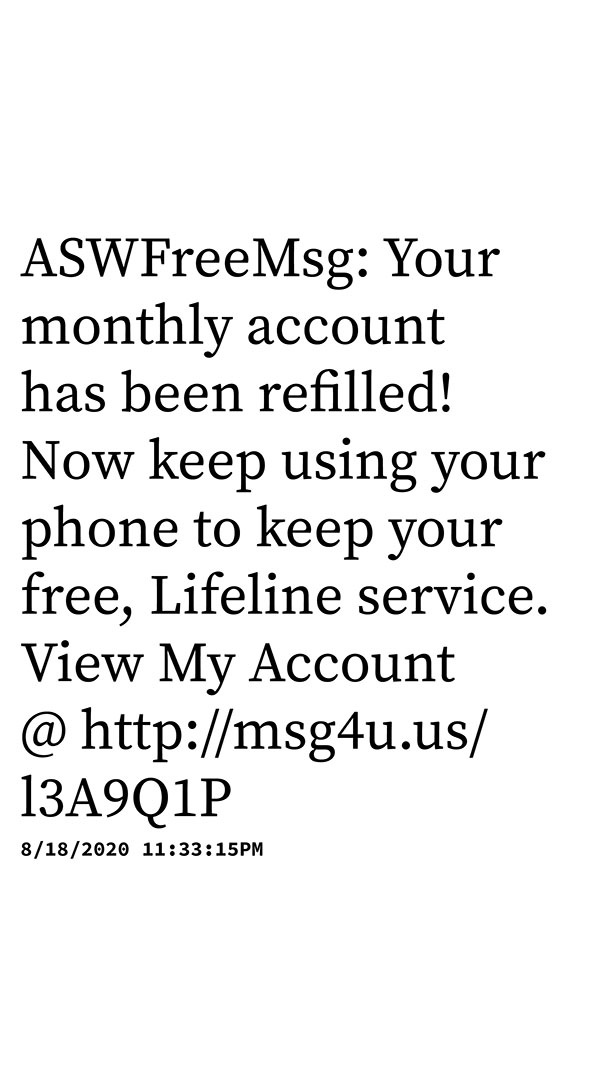 ASWFreeMsg: Your
monthly account
has been refilled!
Now keep using your
phone to keep your
free, Lifeline service.
View My Account
@ http://msg4u.us/
l3A9Q1P
8/18/2020 11:33:15PM